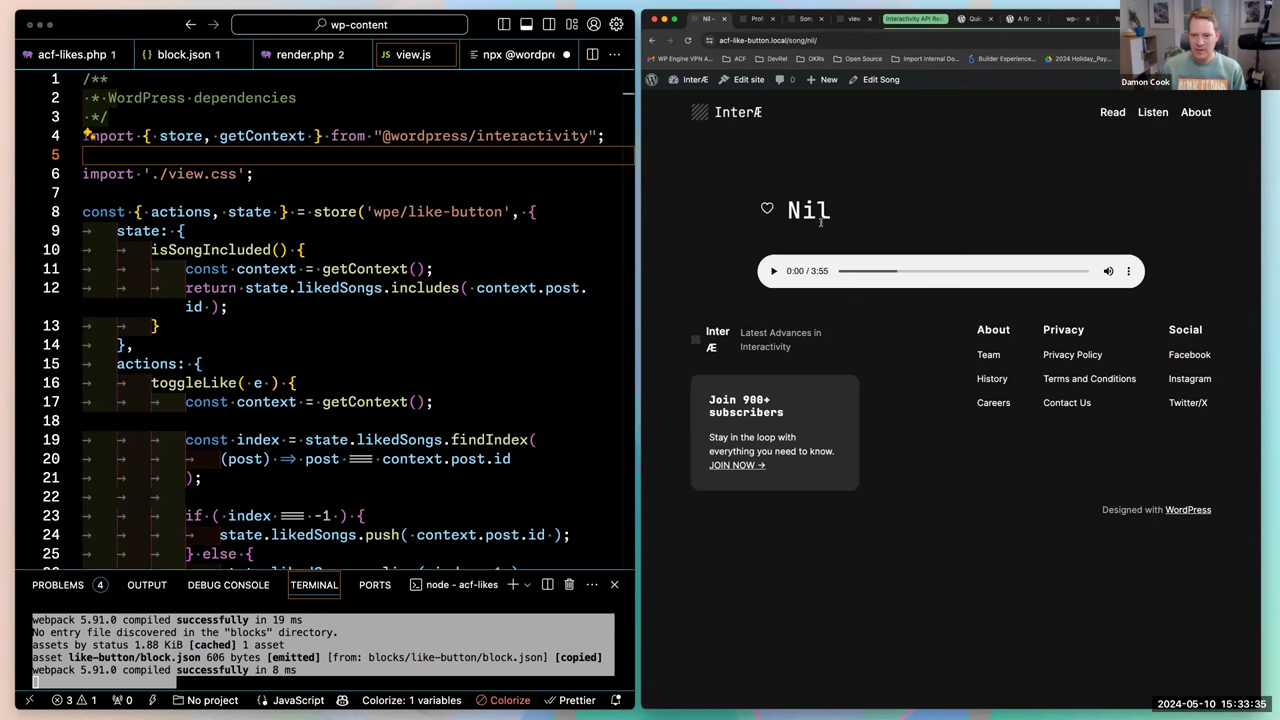 wp-content
acf-likes.php 1
block.json 1
render.php 2
view.js
npx @wordpre
1 /**
2 * WordPress dependencies
3 */
4 import { store, getContext } from "@wordpress/interactivity";
5
6 import './view.css';
7
8 const { actions, state } = store('wpe/like-button', {
9 state: {
10 isSongIncluded() {
11 const context = getContext();
12 return state.likedSongs.includes( context.post.
id );
13 }
14 },
15 actions: {
16 toggleLike( e ) {
17 const context = getContext();
18
19 const index = state.likedSongs.findIndex(
20 (post) => post === context.post.id
21 );
22
23 if ( index === -1 ) {
24 state.likedSongs.push( context.post.id );
25 } else {
PROBLEMS 4 OUTPUT DEBUG CONSOLE TERMINAL PORTS node - acf-likes
webpack 5.91.0 compiled successfully in 19 ms
No entry file discovered in the "blocks" directory.
assets by status 1.88 KiB [cached] 1 asset
asset like-button/block.json 606 bytes [emitted] [from: blocks/like-button/block.json] [copied]
webpack 5.91.0 compiled successfully in 8 ms
3 1 0 No project JavaScript Colorize: 1 variables Colorize Prettier
Nil - Prof Son view Interactivity API Res Quic A fir wp-
acf-like-button.local/song/nil/
WP Engine VPN A... ACF DevRel OKRs Open Source Import Internal Do... Builder Experience... 2024 Holiday_Pay...
InterÆ Edit site 0 New Edit Song
Damon Cook
InterÆ
Read Listen About
Nil
0:00 / 3:55
Inter
Æ
Latest Advances in
Interactivity
Join 900+
subscribers
Stay in the loop with
everything you need to know.
JOIN NOW →
About
Team
History
Careers
Privacy
Privacy Policy
Terms and Conditions
Contact Us
Social
Facebook
Instagram
Twitter/X
Designed with WordPress
2024-05-10 15:33:35